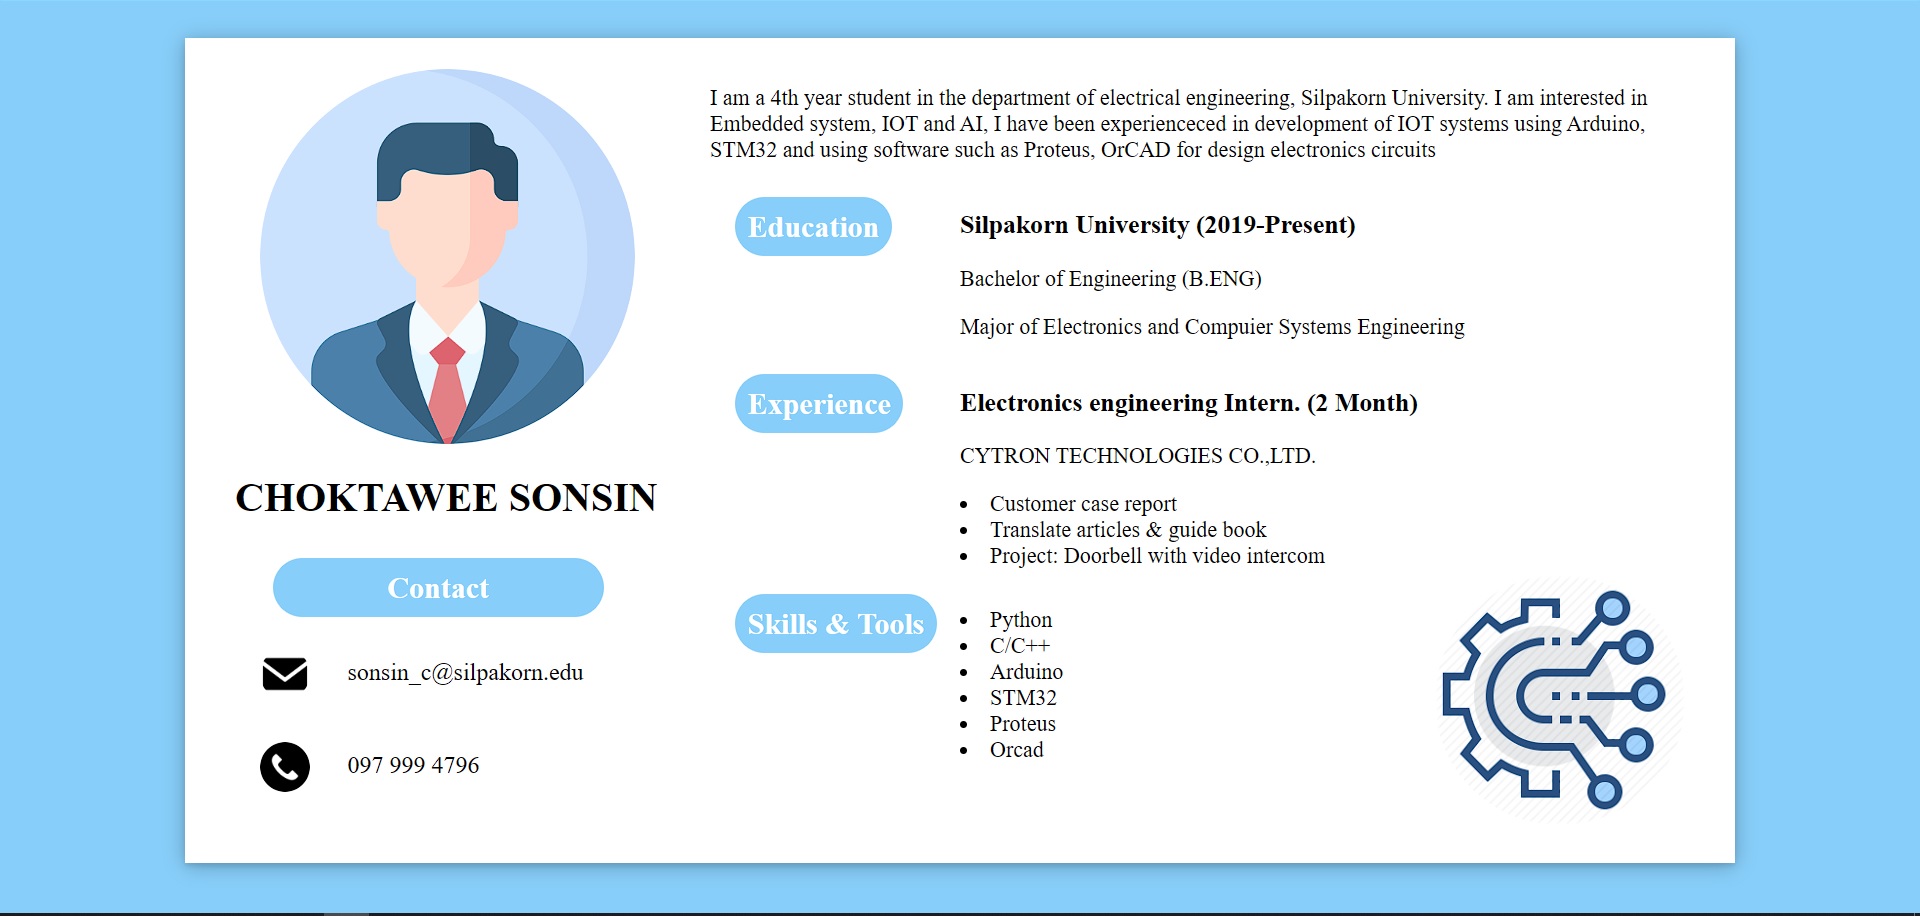 I am a 4th year student in the department of electrical engineering, Silpakorn University. I am interested in
Embedded system, IOT and AI, I have been experienceced in development of IOT systems using Arduino,
STM32 and using software such as Proteus, OrCAD for design electronics circuits
Education
Silpakorn University (2019-Present)
Bachelor of Engineering (B.ENG)
Major of Electronics and Compuier Systems Engineering
Experience
Electronics engineering Intern. (2 Month)
CYTRON TECHNOLOGIES CO.,LTD.
• Customer case report
• Translate articles & guide book
• Project: Doorbell with video intercom
Skills & Tools
• Python
• C/C++
• Arduino
• STM32
• Proteus
• Orcad
CHOKTAWEE SONSIN
Contact
sonsin_c@silpakorn.edu
097 999 4796